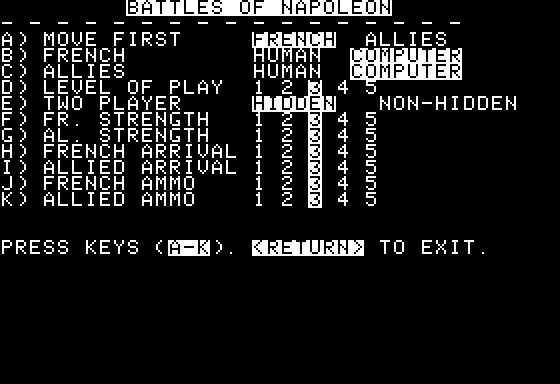 BATTLES OF NAPOLEON
- - - - - - - - - - - - - - - - -
A) MOVE FIRST FRENCH ALLIES
B) FRENCH HUMAN COMPUTER
C) ALLIES HUMAN COMPUTER
D) LEVEL OF PLAY 1 2 3 4 5
E) TWO PLAYER HIDDEN NON-HIDDEN
F) FR. STRENGTH 1 2 3 4 5
G) AL. STRENGTH 1 2 3 4 5
H) FRENCH ARRIVAL 1 2 3 4 5
I) ALLIED ARRIVAL 1 2 3 4 5
J) FRENCH AMMO 1 2 3 4 5
K) ALLIED AMMO 1 2 3 4 5
PRESS KEYS (A-K). <RETURN> TO EXIT.